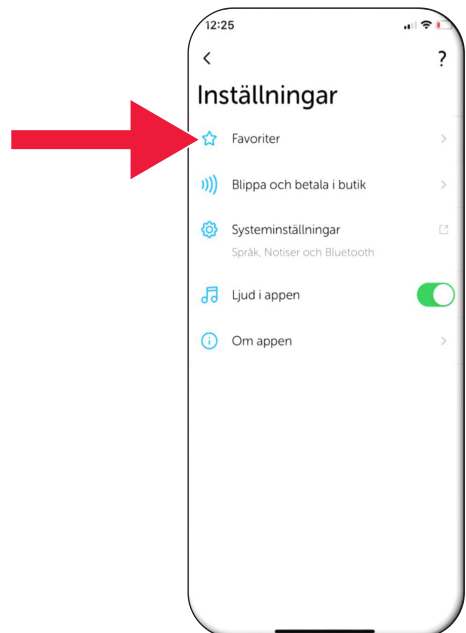 12:25
?
Inställningar
Favoriter
Blippa och betala i butik
Systeminställningar
Språk, Notiser och Bluetooth
Ljud i appen
Om appen